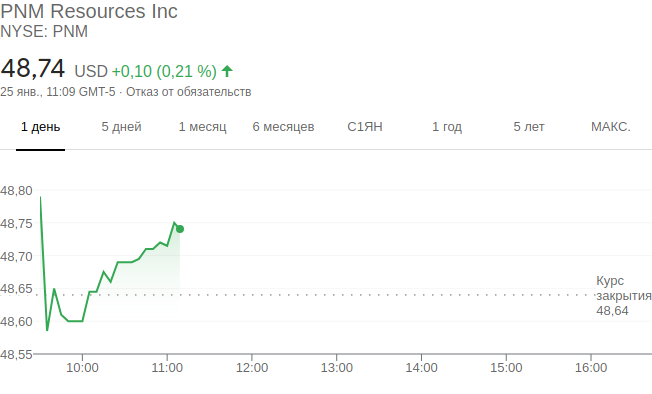 PNM Resources Inc
NYSE: PNM
48,74 USD +0,10 (0,21 %)
25 янв., 11:09 GMT-5 · Отказ от обязательств
1 день 5 дней 1 месяц 6 месяцев С1ЯН 1 год 5 лет МАКС.
48,80
48,75
48,70
48,65
48,60
48,55
Курс
закрытия
48,64
10:00 11:00 12:00 13:00 14:00 15:00 16:00